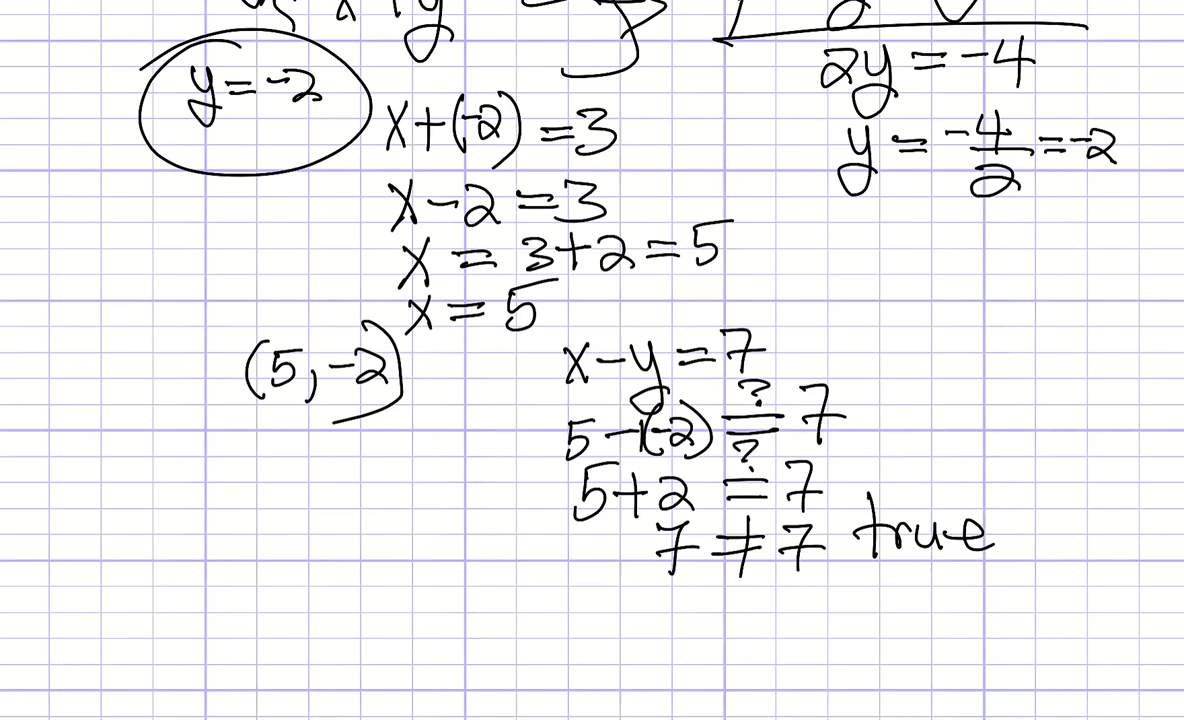 2y = -4
y = -2
x + (-2) = 3
y = -4/2 = -2
x - 2 = 3
x = 3 + 2 = 5
x = 5
(5, -2)
x - y = 7
5 - (-2) ≟ 7
5 + 2 ≟ 7
7 ≠ 7 true